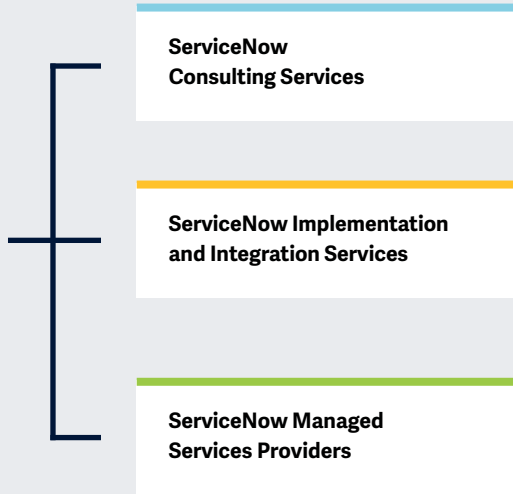 ServiceNow
Consulting Services
ServiceNow Implementation
and Integration Services
ServiceNow Managed
Services Providers